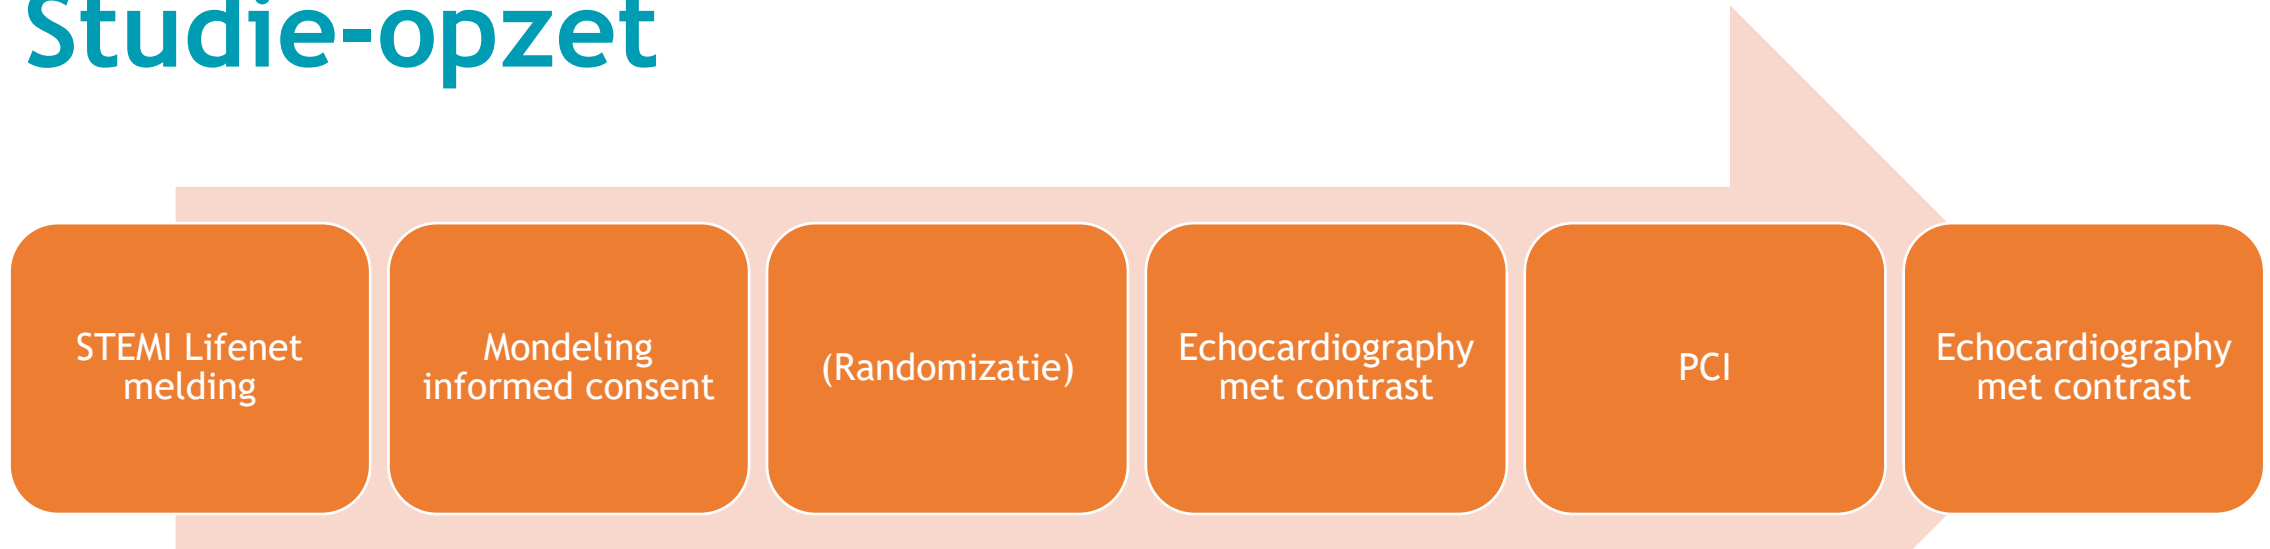 Studie-opzet
STEMI Lifenet
melding
Mondeling
informed consent
(Randomizatie)
Echocardiography
met contrast
PCI
Echocardiography
met contrast